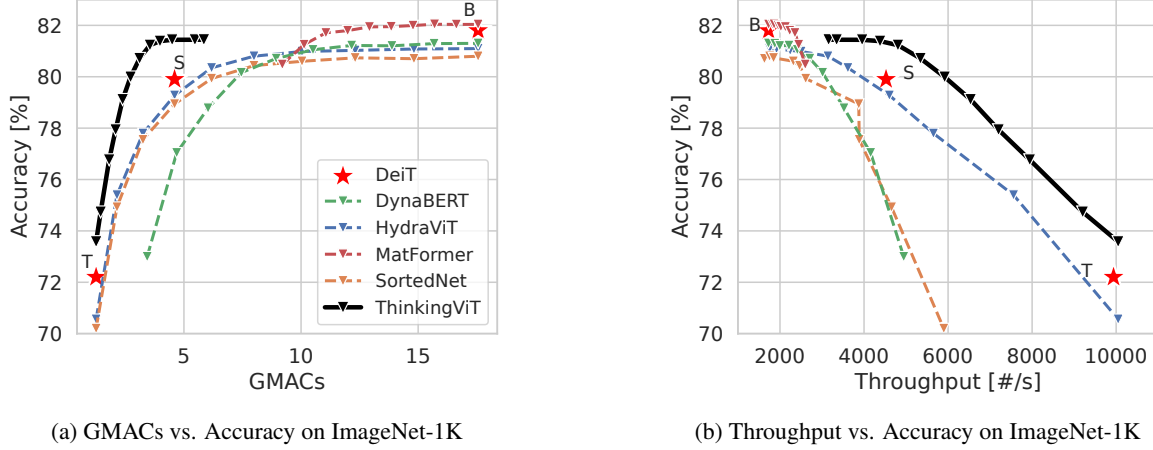 82
80
78
76
74
72
70
Accuracy [%]
T
S
B
DeiT
DynaBERT
HydraViT
MatFormer
SortedNet
ThinkingViT
5
10
15
GMACs
(a) GMACs vs. Accuracy on ImageNet-1K
82
80
78
76
74
72
70
Accuracy [%]
B
S
T
2000
4000
6000
8000
10000
Throughput [#/s]
(b) Throughput vs. Accuracy on ImageNet-1K